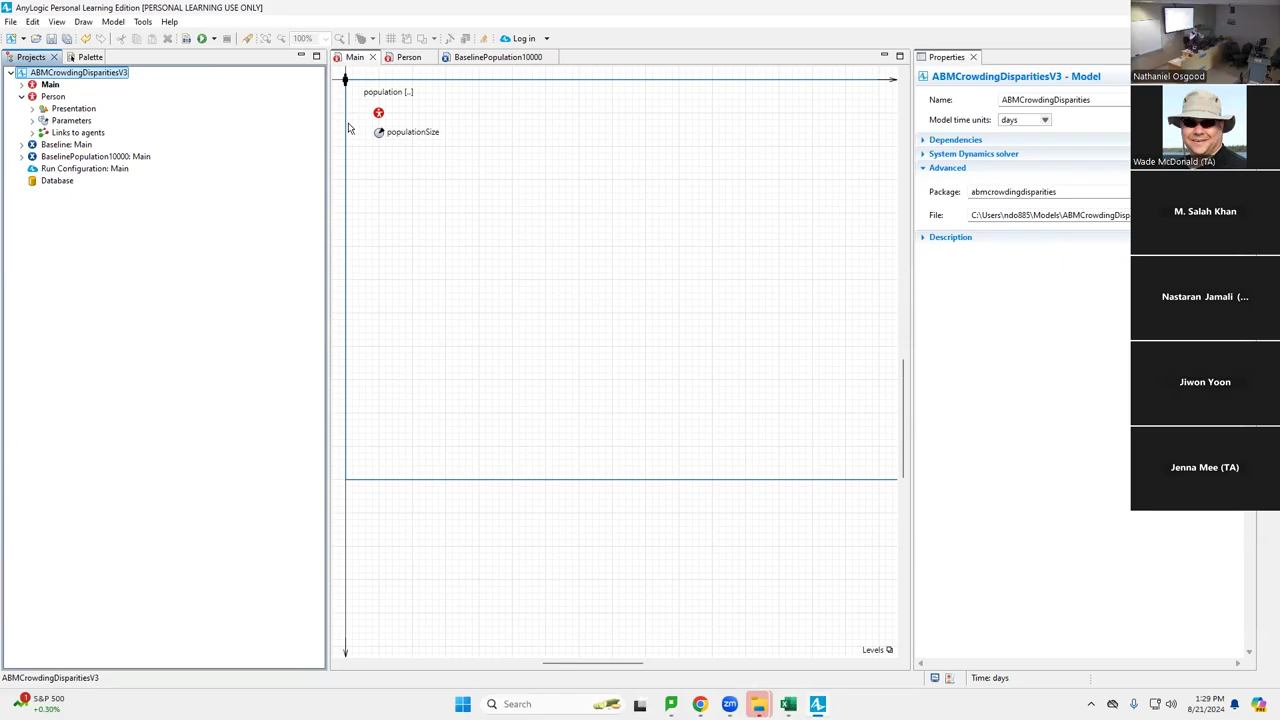 AnyLogic Personal Learning Edition [PERSONAL LEARNING USE ONLY]
File Edit View Draw Model Tools Help
100%
Log in
Projects
Palette
Main
Person
BaselinePopulation10000
Properties
ABMCrowdingDisparitiesV3
Main
Person
Presentation
Parameters
Links to agents
Baseline: Main
BaselinePopulation10000: Main
Run Configuration: Main
Database
population [..]
populationSize
Levels
ABMCrowdingDisparitiesV3 - Model
Name: ABMCrowdingDisparities
Model time units: days
Dependencies
System Dynamics solver
Advanced
Package: abmcrowdingdisparities
File: C:\Users\ndo885\Models\ABMCrowdingDisp
Description
Nathaniel Osgood
Wade McDonald (TA)
M. Salah Khan
Nastaran Jamali (...
Jiwon Yoon
Jenna Mee (TA)
ABMCrowdingDisparitiesV3
Time: days
1
S&P 500
+0.30%
Search
1:29 PM
8/21/2024